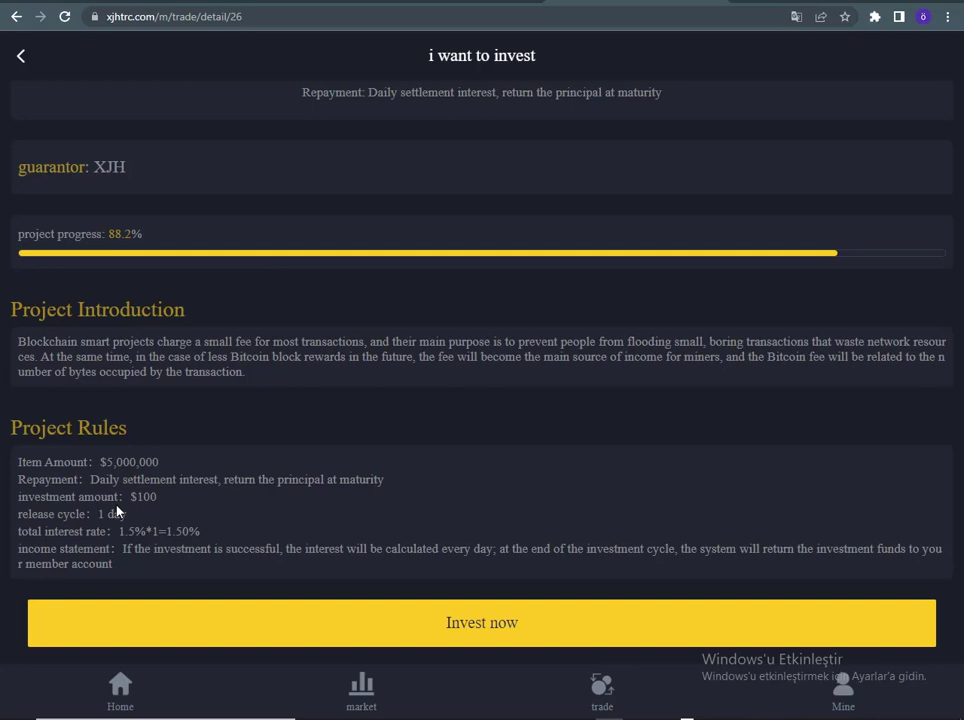 xjhtrc.com/m/trade/detail/26
ö
i want to invest
Repayment: Daily settlement interest, return the principal at maturity
guarantor: XJH
project progress: 88.2%
Project Introduction
Blockchain smart projects charge a small fee for most transactions, and their main purpose is to prevent people from flooding small, boring transactions that waste network resour
ces. At the same time, in the case of less Bitcoin block rewards in the future, the fee will become the main source of income for miners, and the Bitcoin fee will be related to the n
umber of bytes occupied by the transaction.
Project Rules
Item Amount： $5,000,000
Repayment： Daily settlement interest, return the principal at maturity
investment amount： $100
release cycle： 1 day
total interest rate： 1.5%*1=1.50%
income statement： If the investment is successful, the interest will be calculated every day; at the end of the investment cycle, the system will return the investment funds to you
r member account
Invest now
Windows'u Etkinleştir
Windows'u etkinleştirmek için Ayarlar'a gidin.
Home
market
trade
Mine